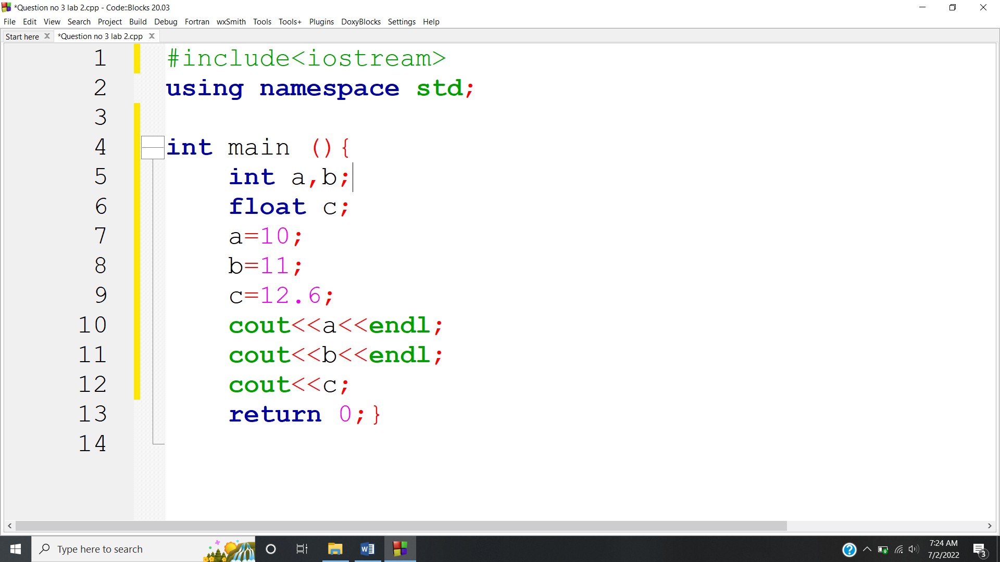 *Question no 3 lab 2.cpp - Code::Blocks 20.03
File Edit View Search Project Build Debug Fortran wxSmith Tools Tools+ Plugins DoxyBlocks Settings Help
Start here *Question no 3 lab 2.cpp
1 #include<iostream>
2 using namespace std;
3
4 int main (){
5 int a,b;
6 float c;
7 a=10;
8 b=11;
9 c=12.6;
10 cout<<a<<endl;
11 cout<<b<<endl;
12 cout<<c;
13 return 0;}
14
Type here to search
7:24 AM
7/2/2022
3